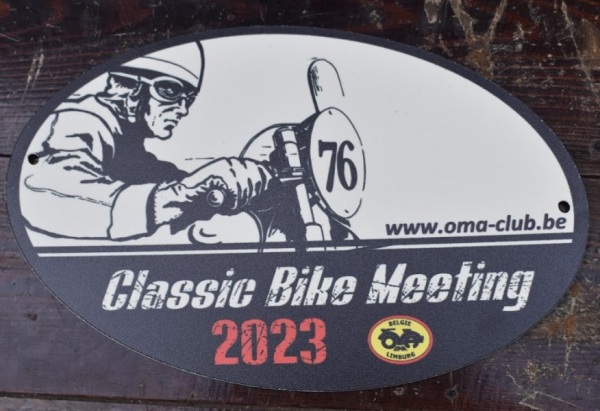 76
www.oma-club.be
Classic Bike Meeting
2023
BELGIE
LIMBURG